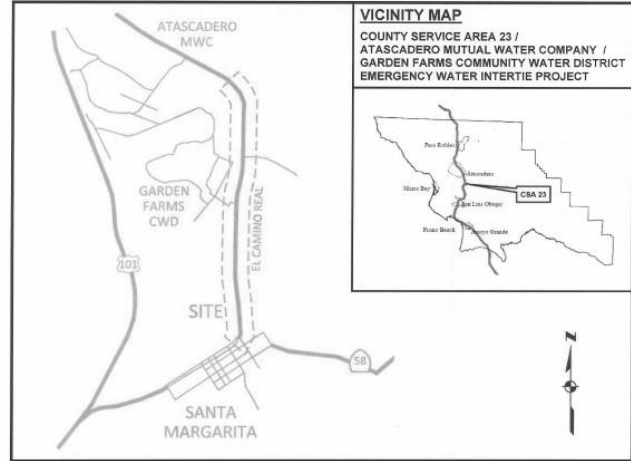 ATASCADERO
MWC
VICINITY MAP
COUNTY SERVICE AREA 23 /
ATASCADERO MUTUAL WATER COMPANY /
GARDEN FARMS COMMUNITY WATER DISTRICT
EMERGENCY WATER INTERTIE PROJECT
Paso Robles
Atascadero
Morro Bay
CSA 23
San Luis Obispo
Pismo Beach
Arroyo Grande
GARDEN
FARMS
CWD
EL CAMINO REAL
101
SITE
58
SANTA
MARGARITA
N